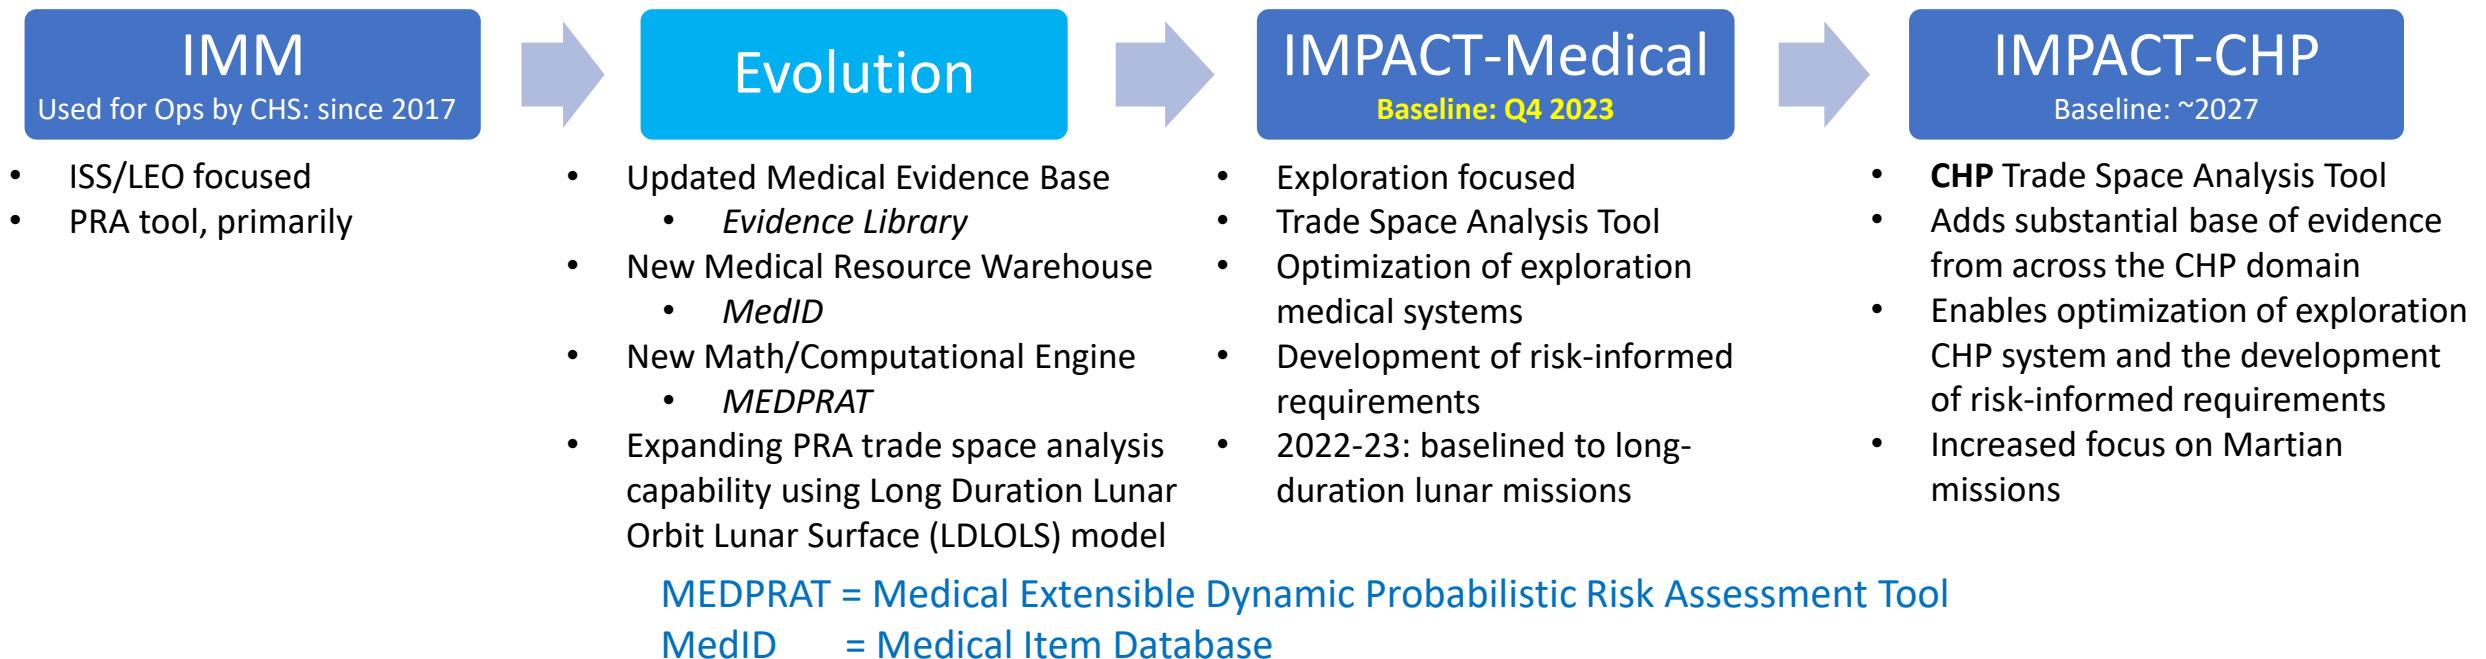 IMM
Used for Ops by CHS: since 2017
• ISS/LEO focused
• PRA tool, primarily
Evolution
• Updated Medical Evidence Base
• Evidence Library
• New Medical Resource Warehouse
• MedID
• New Math/Computational Engine
• MEDPRAT
• Expanding PRA trade space analysis
capability using Long Duration Lunar
Orbit Lunar Surface (LDLOLS) model
IMPACT-Medical
Baseline: Q4 2023
• Exploration focused
• Trade Space Analysis Tool
• Optimization of exploration
medical systems
• Development of risk-informed
requirements
• 2022-23: baselined to long-
duration lunar missions
IMPACT-CHP
Baseline: ~2027
• CHP Trade Space Analysis Tool
• Adds substantial base of evidence
from across the CHP domain
• Enables optimization of exploration
CHP system and the development
of risk-informed requirements
• Increased focus on Martian
missions
MEDPRAT = Medical Extensible Dynamic Probabilistic Risk Assessment Tool
MedID = Medical Item Database